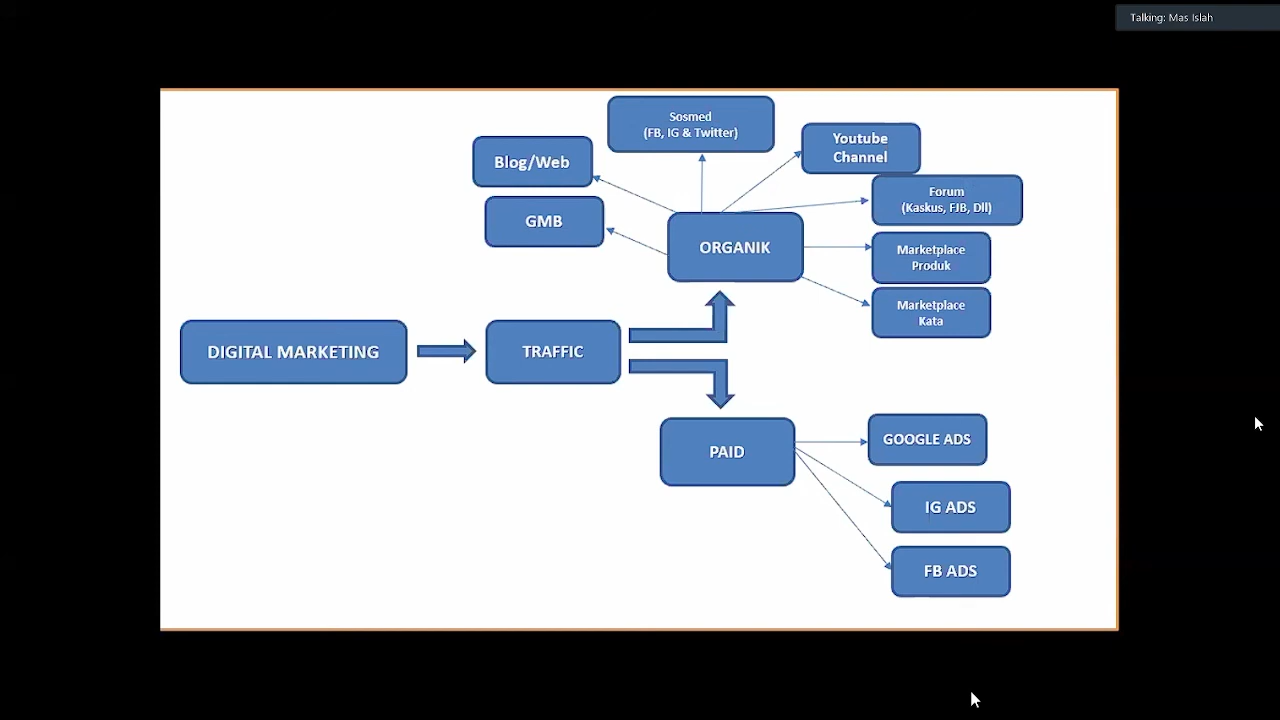 Talking: Mas Islah
Sosmed
(FB, IG & Twitter)
Youtube
Channel
Blog/Web
Forum
(Kaskus, FJB, Dll)
GMB
ORGANIK
Marketplace
Produk
Marketplace
Kata
DIGITAL MARKETING
TRAFFIC
PAID
GOOGLE ADS
IG ADS
FB ADS